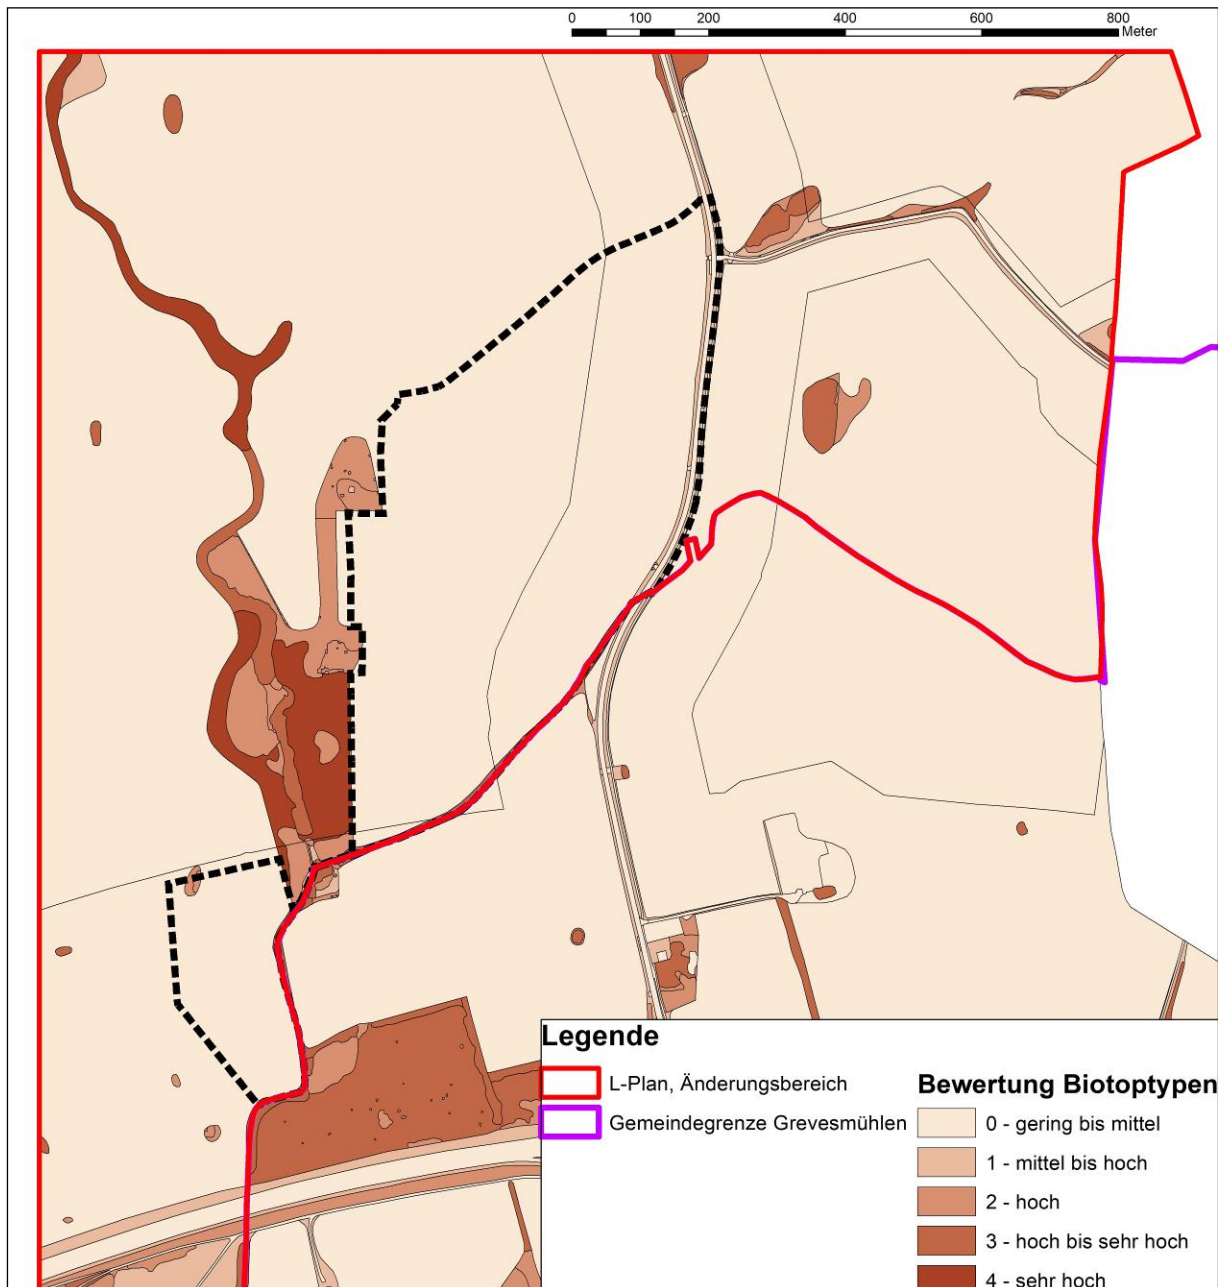 0 100 200 400 600 800
Meter
Legende
L-Plan, Änderungsbereich
Gemeindegrenze Grevesmühlen
Bewertung Biotoptypen
0 - gering bis mittel
1 - mittel bis hoch
2 - hoch
3 - hoch bis sehr hoch
4 - sehr hoch